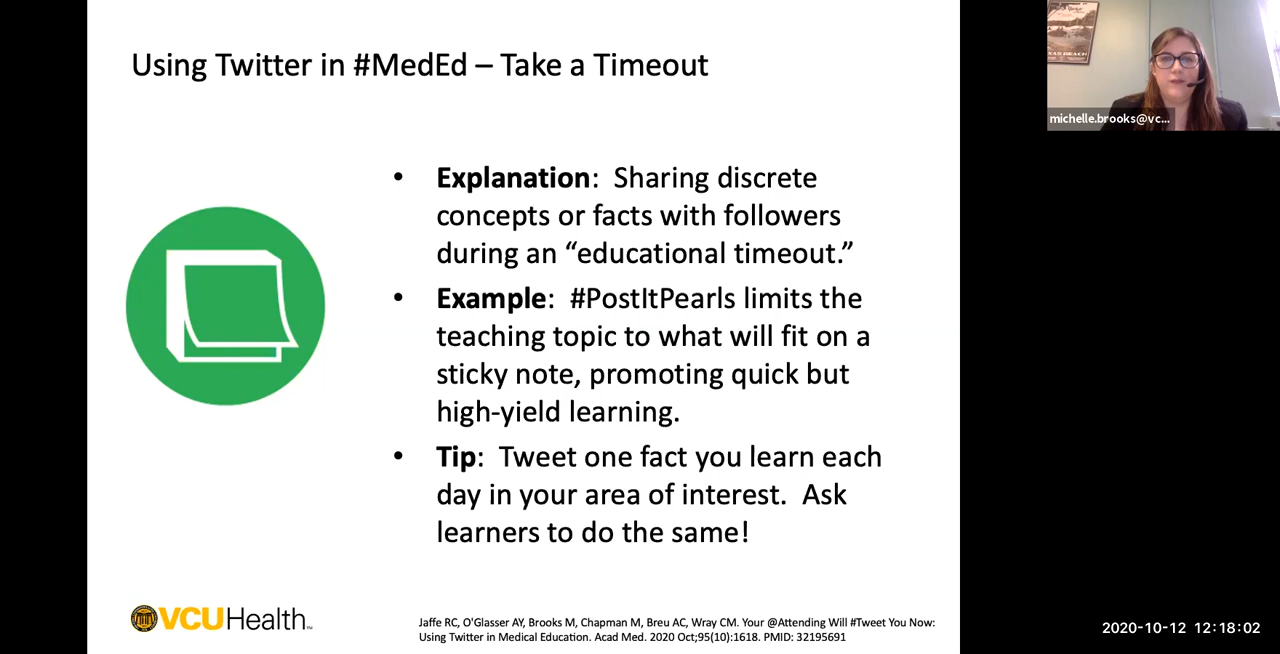 Using Twitter in #MedEd – Take a Timeout
michelle.brooks@vc...
• Explanation:  Sharing discrete
concepts or facts with followers
during an “educational timeout.”
• Example:  #PostItPearls limits the
teaching topic to what will fit on a
sticky note, promoting quick but
high-yield learning.
• Tip:  Tweet one fact you learn each
day in your area of interest.  Ask
learners to do the same!
VCUHealth™
Jaffe RC, O'Glasser AY, Brooks M, Chapman M, Breu AC, Wray CM. Your @Attending Will #Tweet You Now:
Using Twitter in Medical Education. Acad Med. 2020 Oct;95(10):1618. PMID: 32195691
2020-10-12 12:18:02